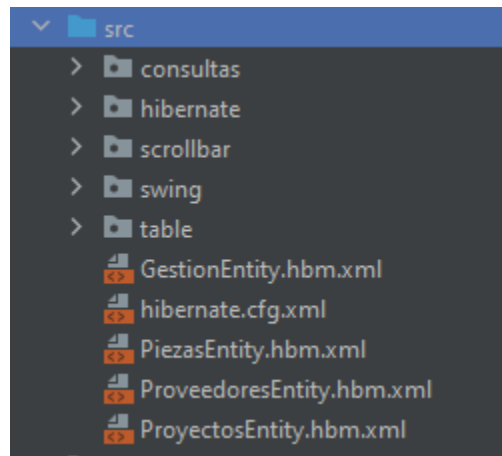 src
consultas
hibernate
scrollbar
swing
table
GestionEntity.hbm.xml
hibernate.cfg.xml
PiezasEntity.hbm.xml
ProveedoresEntity.hbm.xml
ProyectosEntity.hbm.xml